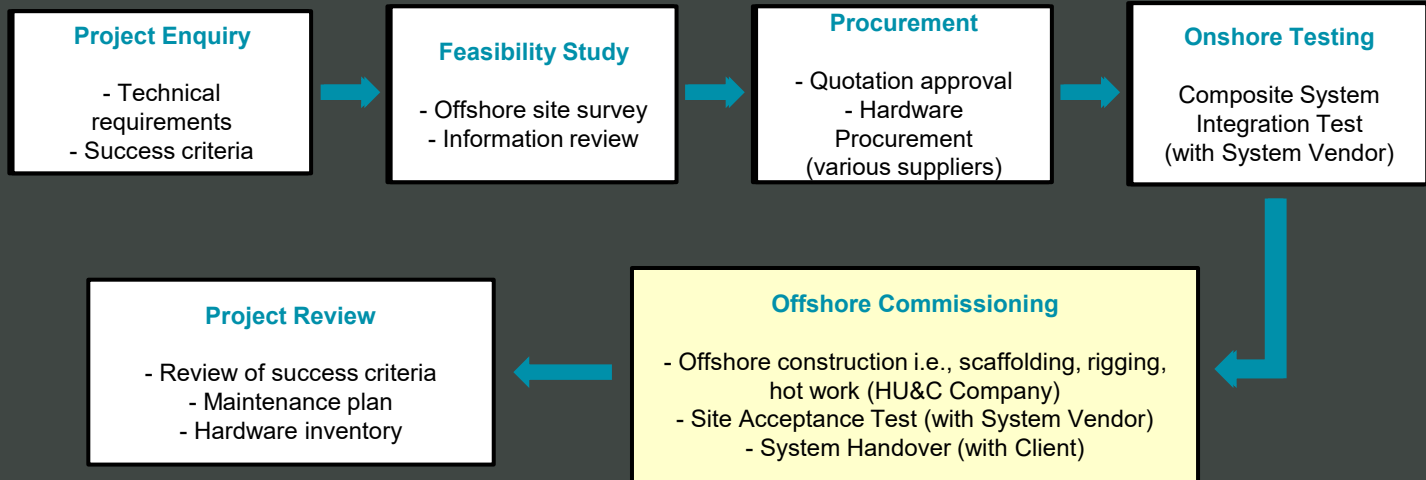 Project Enquiry
- Technical
requirements
- Success criteria
Feasibility Study
- Offshore site survey
- Information review
Procurement
- Quotation approval
- Hardware
Procurement
(various suppliers)
Onshore Testing
Composite System
Integration Test
(with System Vendor)
Offshore Commissioning
- Offshore construction i.e., scaffolding, rigging,
hot work (HU&C Company)
- Site Acceptance Test (with System Vendor)
- System Handover (with Client)
Project Review
- Review of success criteria
- Maintenance plan
- Hardware inventory